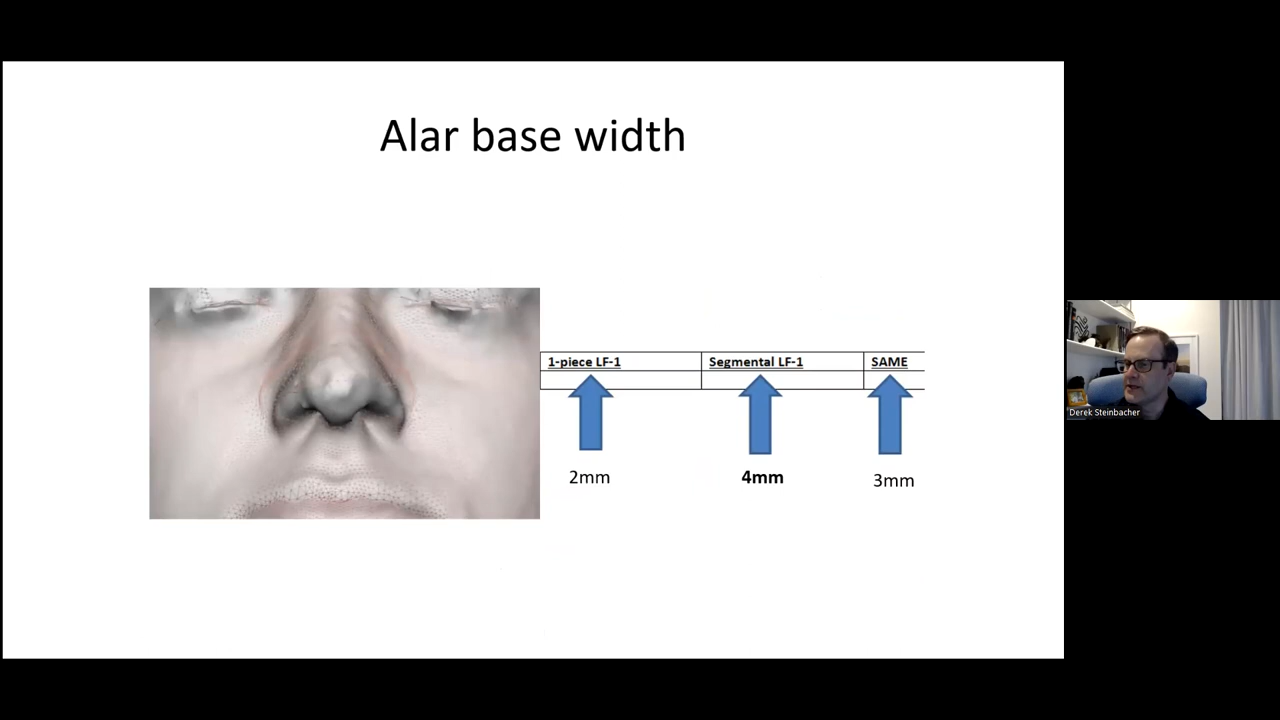 Alar base width
1-piece LF-1 Segmental LF-1 SAME
2mm 4mm 3mm
Derek Steinbacher